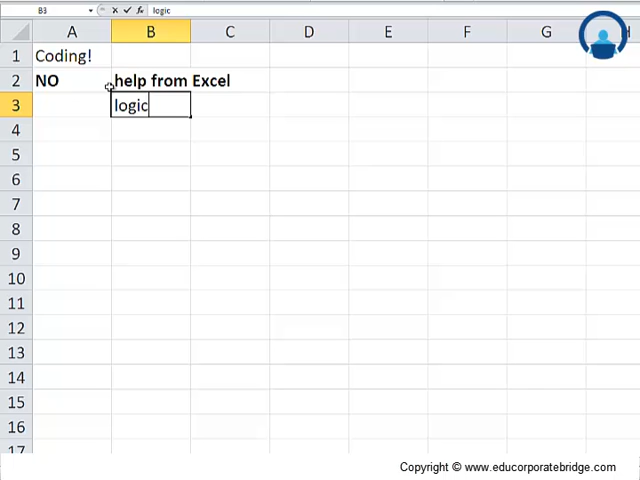 B3 logic
A B C D E F G H
1 Coding!
2 NO help from Excel
3 logic
4
5
6
7
8
9
10
11
12
13
14
15
16
17
Copyright © www.educorporatebridge.com